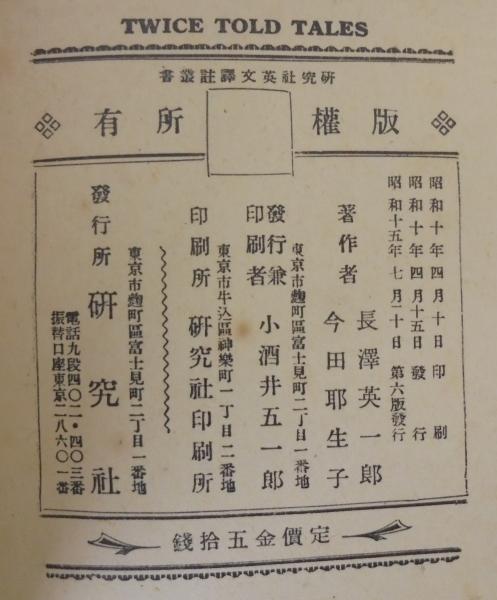 TWICE TOLD TALES
書叢註譯文英社究研
有所權版
昭和十年四月十日印刷
昭和十年四月十五日發行
昭和十五年七月二十日第六版發行
著作者
長澤英一郎
今田耶生子
東京市麴町區富士見町二丁目一番地
發行兼
印刷者
小酒井五一郎
東京市牛込區神樂町一丁目二番地
印刷所 研究社印刷所
東京市麴町區富士見町二丁目一番地
發行所 研究社
電話九段四〇二・四〇三番
振替口座東京二八六〇一番
錢拾五金價定